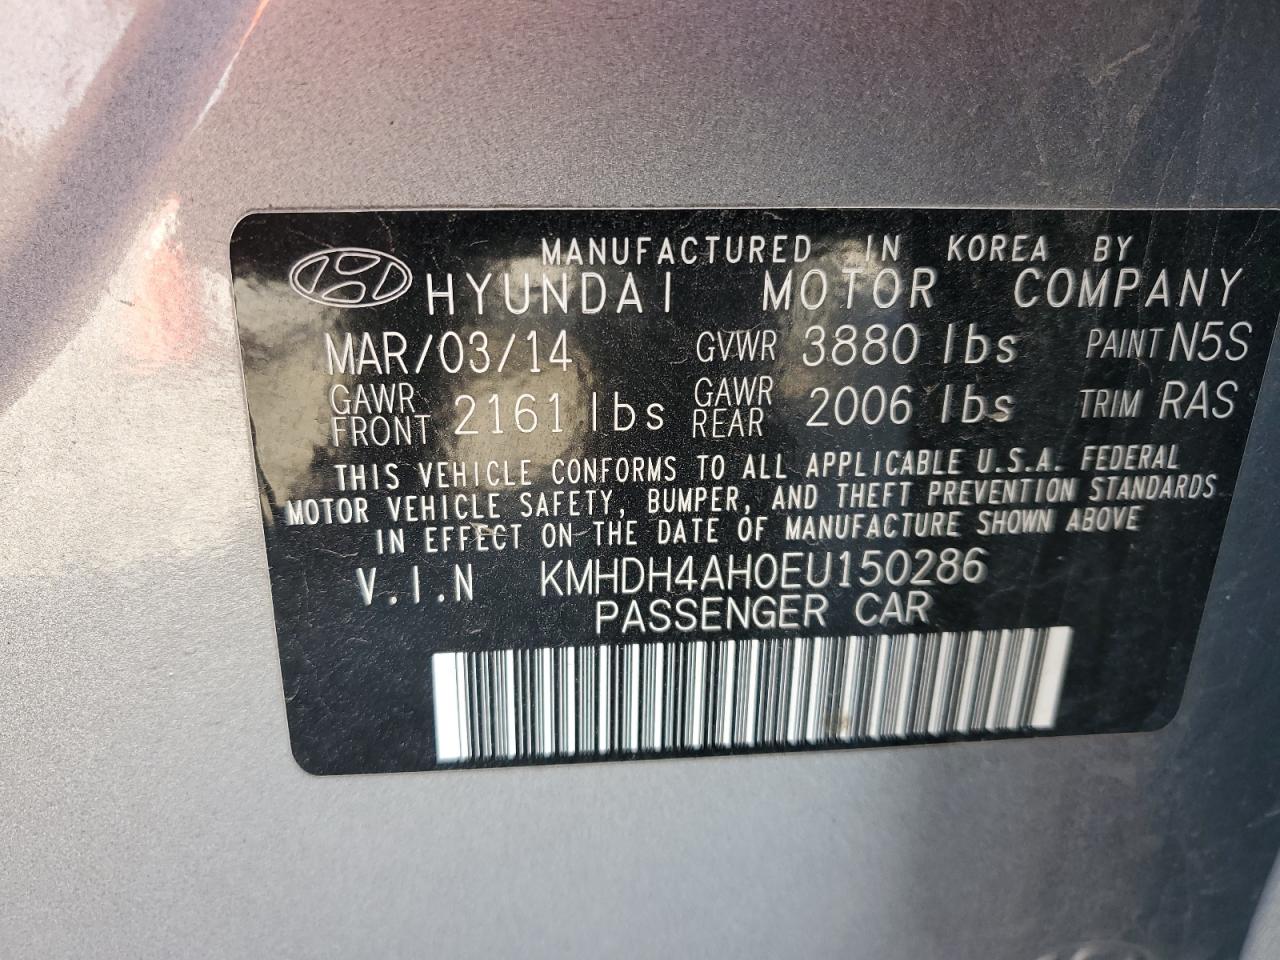 MANUFACTURED IN KOREA BY
HYUNDAI MOTOR COMPANY
MAR/03/14 GVWR 3880 lbs PAINT N5S
GAWR FRONT 2161 lbs GAWR REAR 2006 lbs TRIM RAS
THIS VEHICLE CONFORMS TO ALL APPLICABLE U.S.A. FEDERAL
MOTOR VEHICLE SAFETY, BUMPER, AND THEFT PREVENTION STANDARDS
IN EFFECT ON THE DATE OF MANUFACTURE SHOWN ABOVE
V.I.N KMHDH4AH0EU150286
PASSENGER CAR